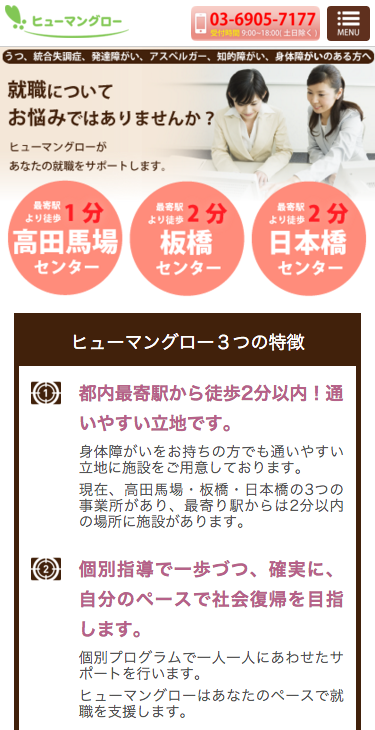 ヒューマングロー
03-6905-7177
受付時間 9:00~18:00(土日除く)
MENU
うつ、統合失調症、発達障がい、アスペルガー、知的障がい、身体障がいのある方へ
就職について
お悩みではありませんか？
ヒューマングローが
あなたの就職をサポートします。
最寄駅
より徒歩 1分
高田馬場
センター
最寄駅
より徒歩 2分
板橋
センター
最寄駅
より徒歩 2分
日本橋
センター
ヒューマングロー３つの特徴
1
都内最寄駅から徒歩2分以内！通
いやすい立地です。
身体障がいをお持ちの方でも通いやすい
立地に施設をご用意しております。
現在、高田馬場・板橋・日本橋の3つの
事業所があり、最寄り駅からは2分以内
の場所に施設があります。
2
個別指導で一歩づつ、確実に、
自分のペースで社会復帰を目指
します。
個別プログラムで一人一人にあわせたサ
ポートを行います。
ヒューマングローはあなたのペースで就
職を支援します。